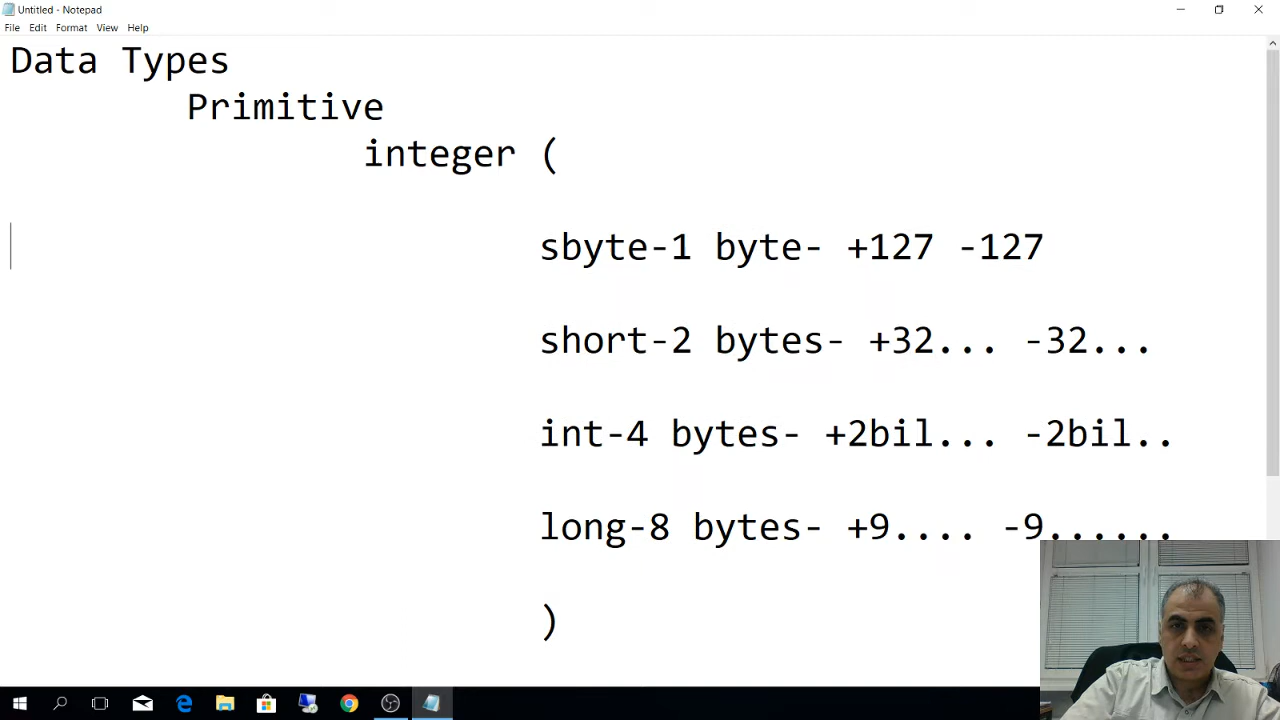 Untitled - Notepad
File Edit Format View Help
Data Types
Primitive
integer (
sbyte-1 byte- +127 -127
short-2 bytes- +32... -32...
int-4 bytes- +2bil... -2bil..
long-8 bytes- +9.... -9......
)